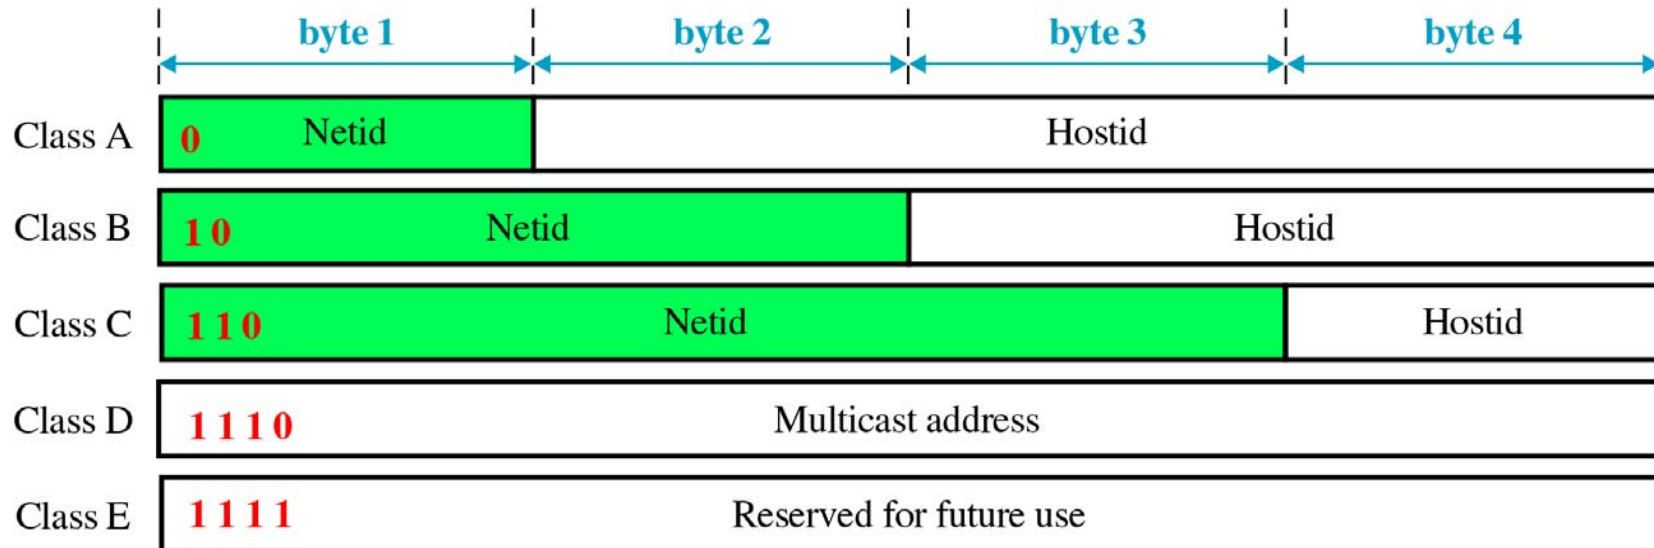 byte 1 byte 2 byte 3 byte 4
Class A 0 Netid Hostid
Class B 1 0 Netid Hostid
Class C 1 1 0 Netid Hostid
Class D 1 1 1 0 Multicast address
Class E 1 1 1 1 Reserved for future use